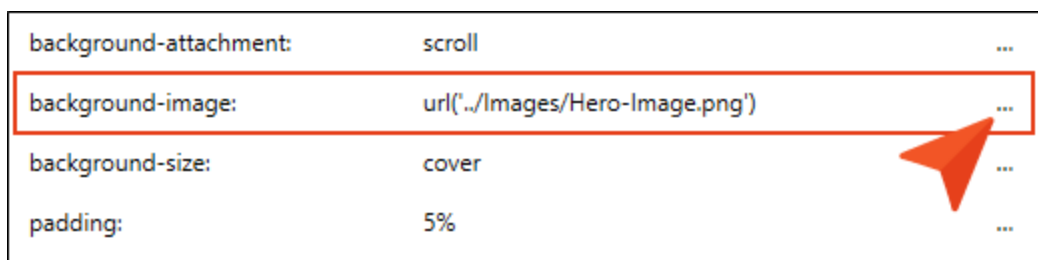 background-attachment: scroll ...
background-image: url('../Images/Hero-Image.png') ...
background-size: cover ...
padding: 5% ...